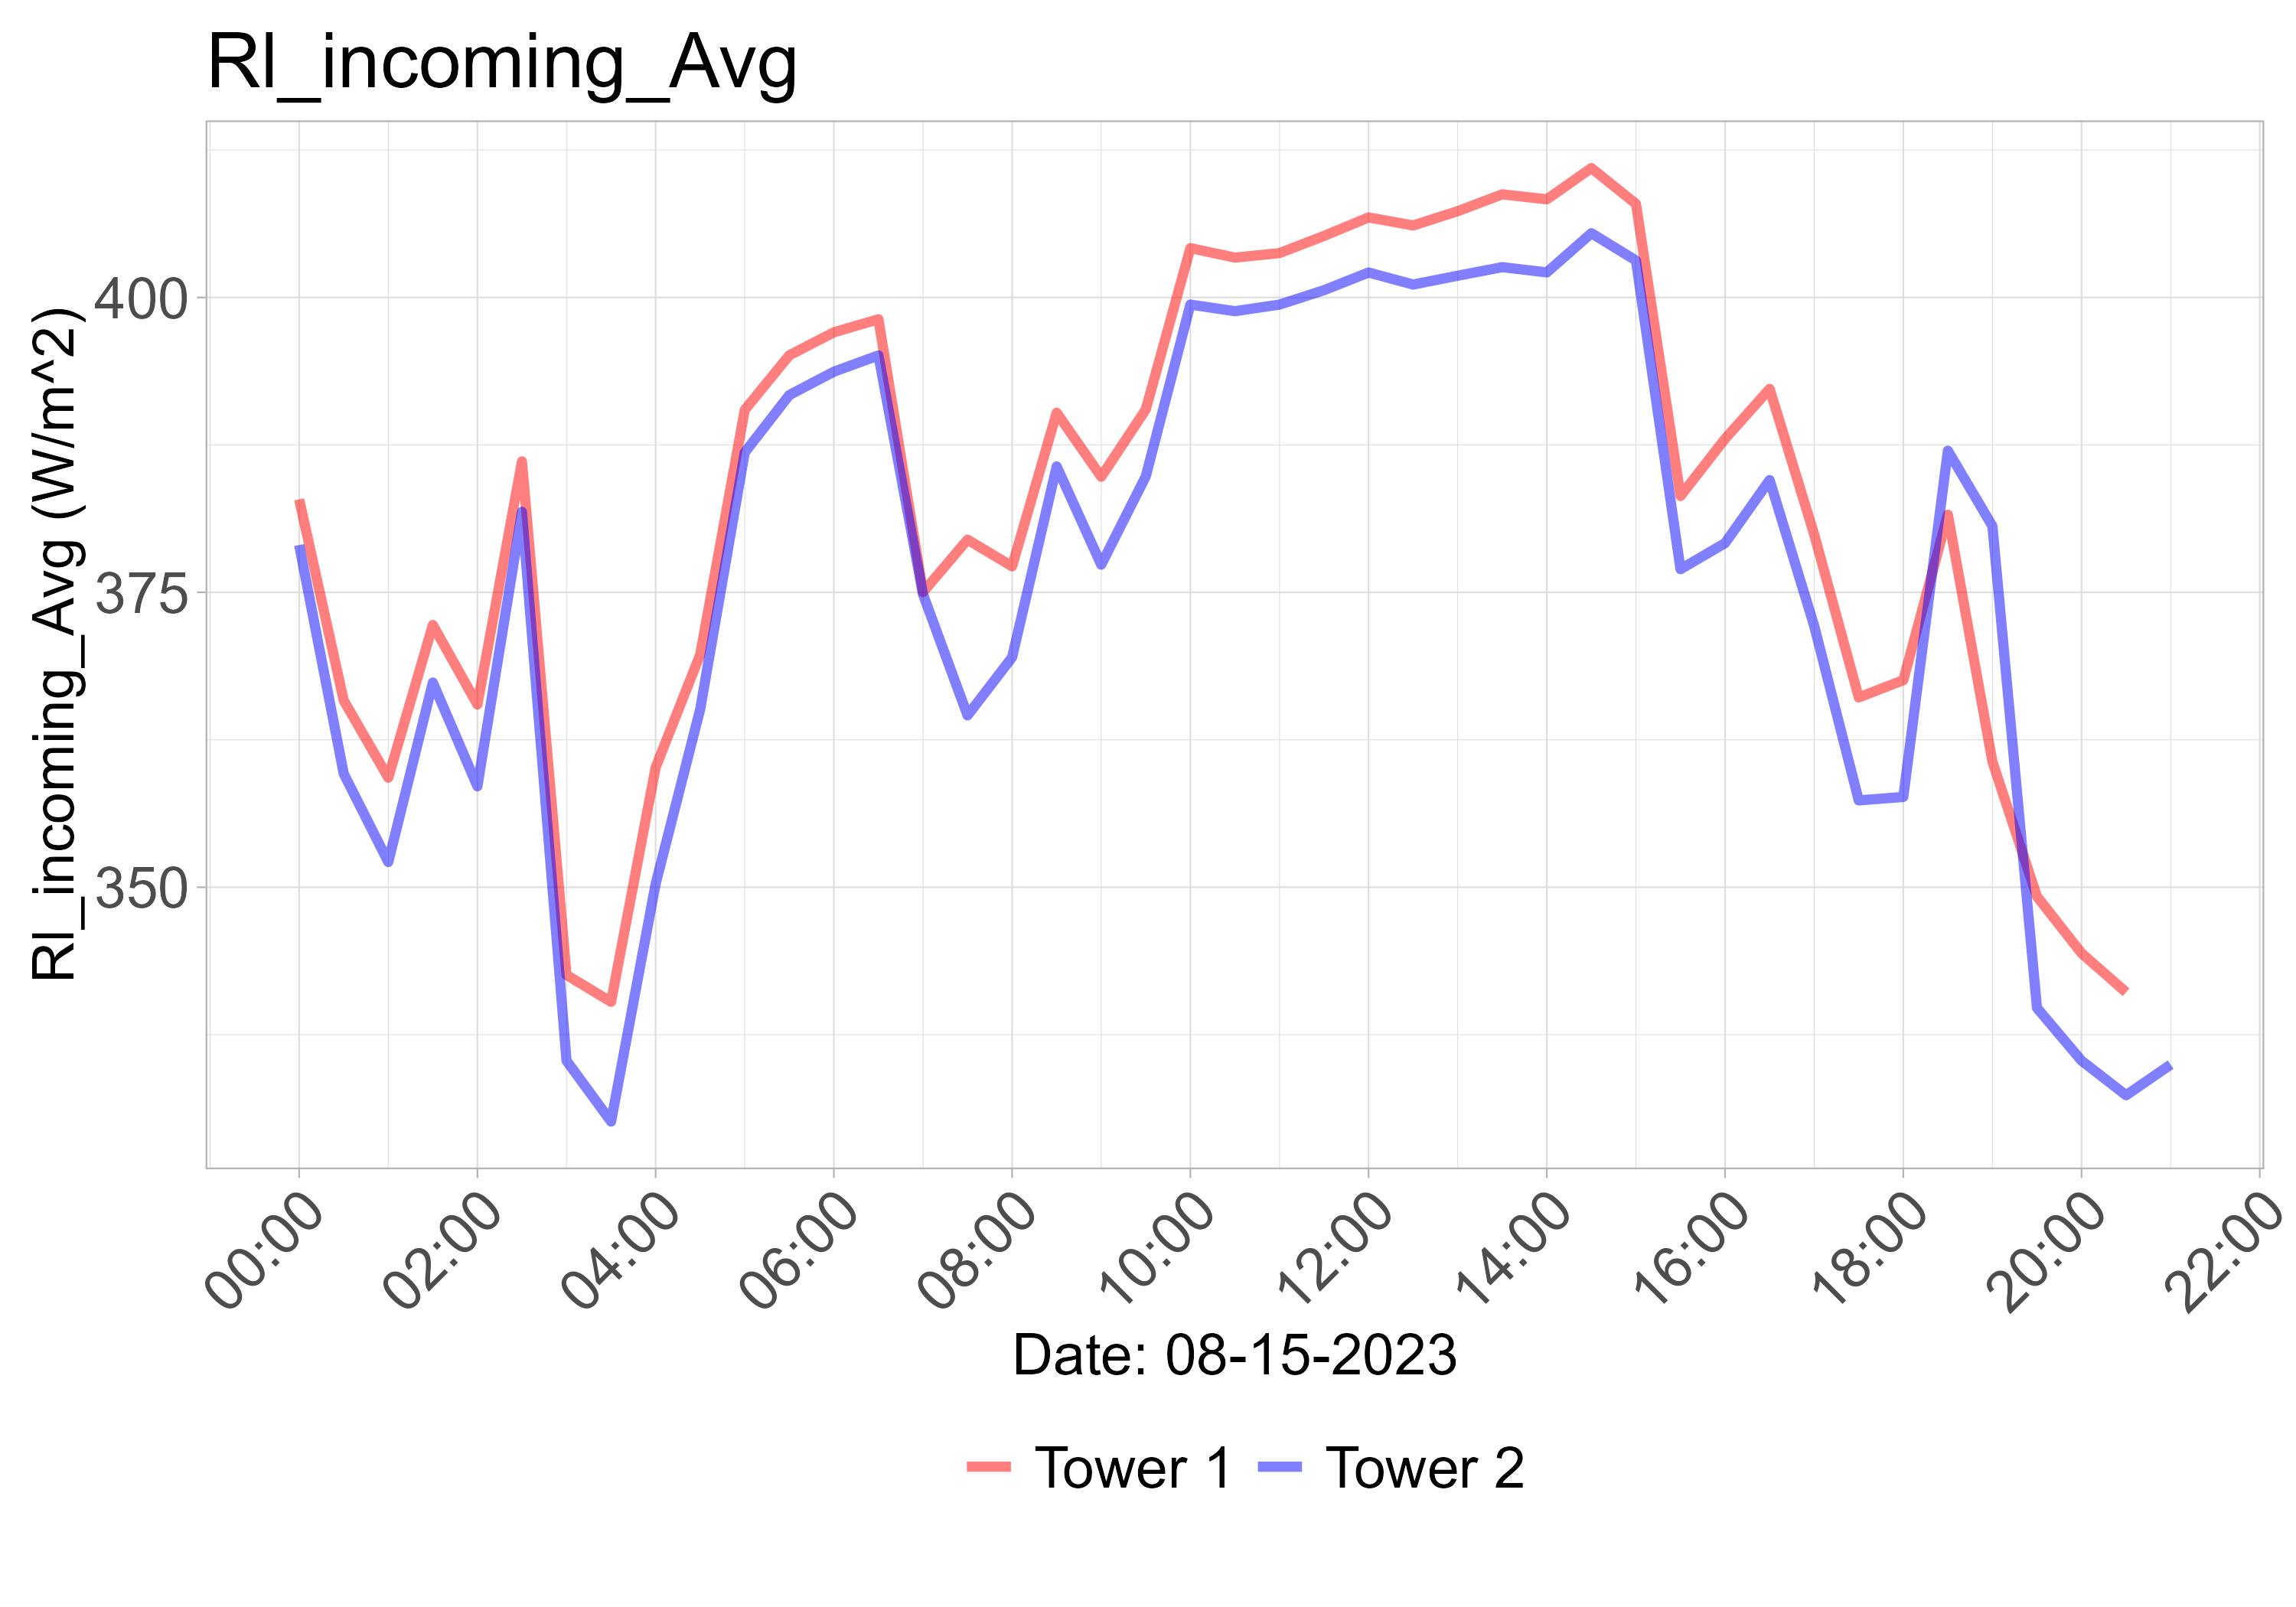 Rl_incoming_Avg
Rl_incoming_Avg (W/m^2)
400
375
350
00:00 02:00 04:00 06:00 08:00 10:00 12:00 14:00 16:00 18:00 20:00 22:00
Date: 08-15-2023
Tower 1 Tower 2